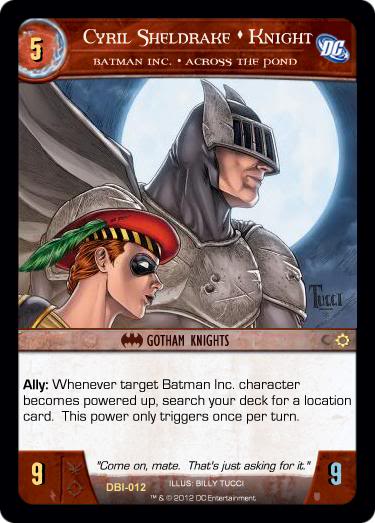 5
Cyril Sheldrake • Knight
DC
Batman Inc. • Across the Pond
Tucci
GOTHAM KNIGHTS
Ally: Whenever target Batman Inc. character
becomes powered up, search your deck for a location
card. This power only triggers once per turn.
"Come on, mate. That's just asking for it."
9
DBI-012
ILLUS: BILLY TUCCI
9
™ & © 2012 DC Entertainment